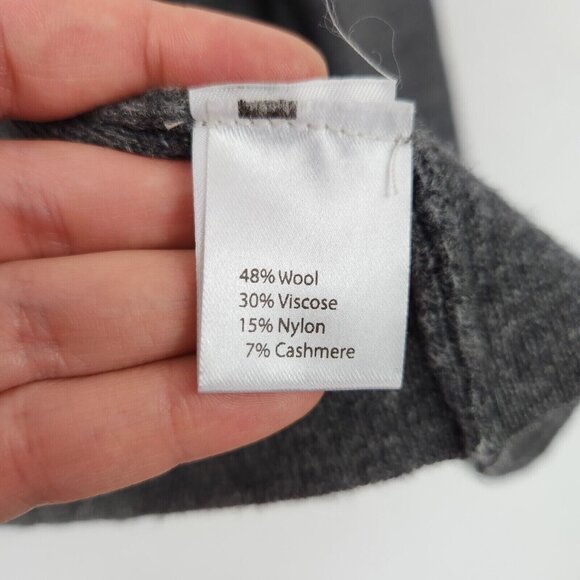 48% Wool
30% Viscose
15% Nylon
7% Cashmere